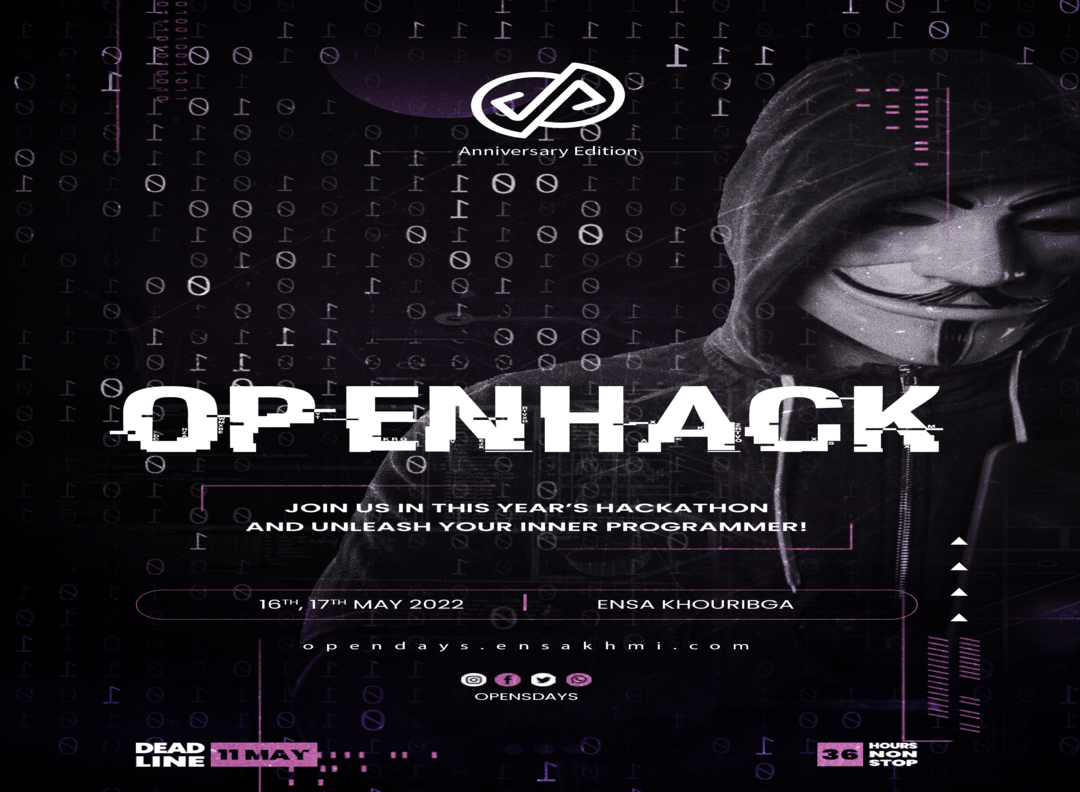 Anniversary Edition
OPENHACK
JOIN US IN THIS YEAR'S HACKATHON
AND UNLEASH YOUR INNER PROGRAMMER!
16TH, 17TH MAY 2022 | ENSA KHOURIBGA
opendays.ensakhmi.com
OPENSDAYS
DEAD
LINE 11 MAY
36 HOURS
NON
STOP